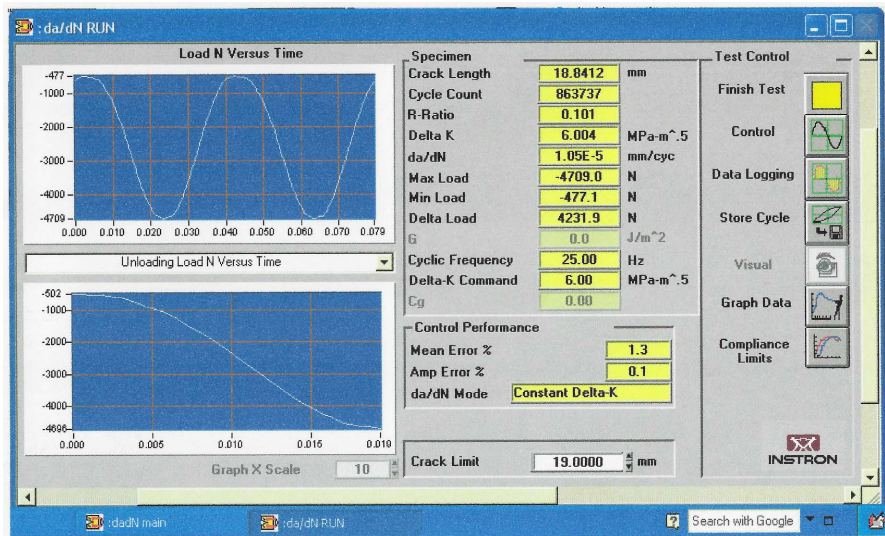 :da/dN RUN
Load N Versus Time
-477
-1000
-2000
-3000
-4000
-4709
0.000 0.010 0.020 0.030 0.040 0.050 0.060 0.070 0.079
Unloading Load N Versus Time
-502
-1000
-2000
-3000
-4000
-4696
0.000 0.005 0.010 0.015 0.019
Graph X Scale 10
Specimen
Crack Length 18.8412 mm
Cycle Count 863737
R-Ratio 0.101
Delta K 6.004 MPa-m^.5
da/dN 1.05E-5 mm/cyc
Max Load -4709.0 N
Min Load -477.1 N
Delta Load 4231.9 N
G 0.0 J/m^2
Cyclic Frequency 25.00 Hz
Delta-K Command 6.00 MPa-m^.5
Cg 0.00
Control Performance
Mean Error % 1.3
Amp Error % 0.1
da/dN Mode Constant Delta-K
Crack Limit 19.0000 mm
Test Control
Finish Test
Control
Data Logging
Store Cycle
Visual
Graph Data
Compliance
Limits
INSTRON
:dadN main
:da/dN RUN
Search with Google